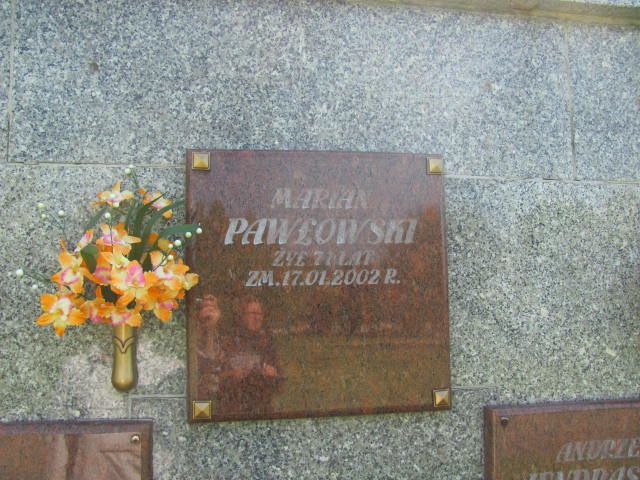 MARIAN
PAWŁOWSKI
ŻYŁ 71 LAT
ZM. 17.01.2002 R.